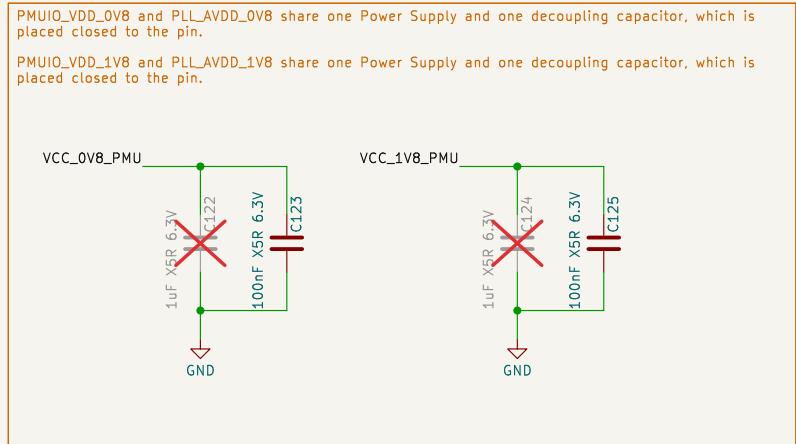 PMUIO_VDD_0V8 and PLL_AVDD_0V8 share one Power Supply and one decoupling capacitor, which is
placed closed to the pin.
PMUIO_VDD_1V8 and PLL_AVDD_1V8 share one Power Supply and one decoupling capacitor, which is
placed closed to the pin.
VCC_0V8_PMU
1uF X5R 6.3V
C122
100nF X5R 6.3V
C123
GND
VCC_1V8_PMU
1uF X5R 6.3V
C124
100nF X5R 6.3V
C125
GND